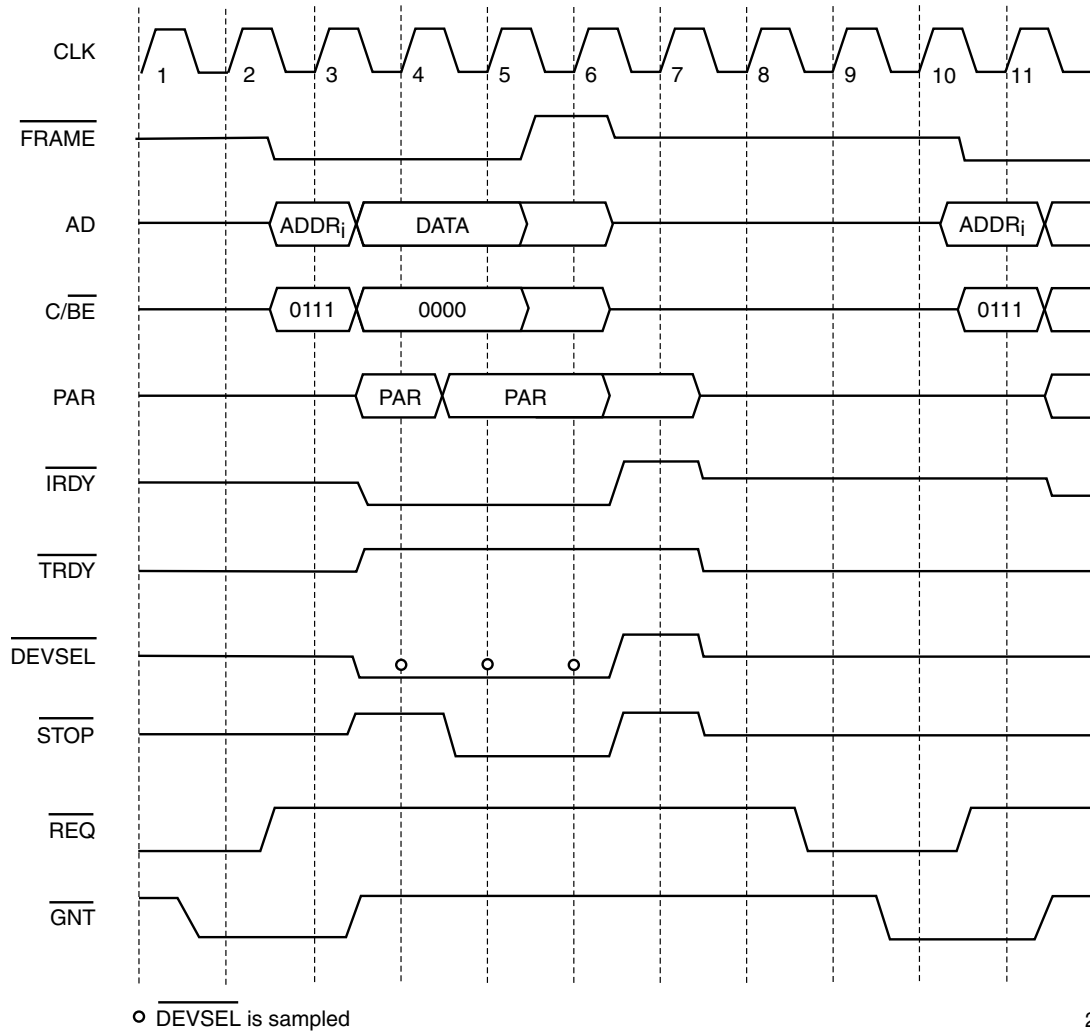 CLK
1 2 3 4 5 6 7 8 9 10 11
FRAME
AD ADDRi DATA ADDRi
C/BE 0111 0000 0111
PAR PAR PAR
IRDY
TRDY
DEVSEL
STOP
REQ
GNT
DEVSEL is sampled
2